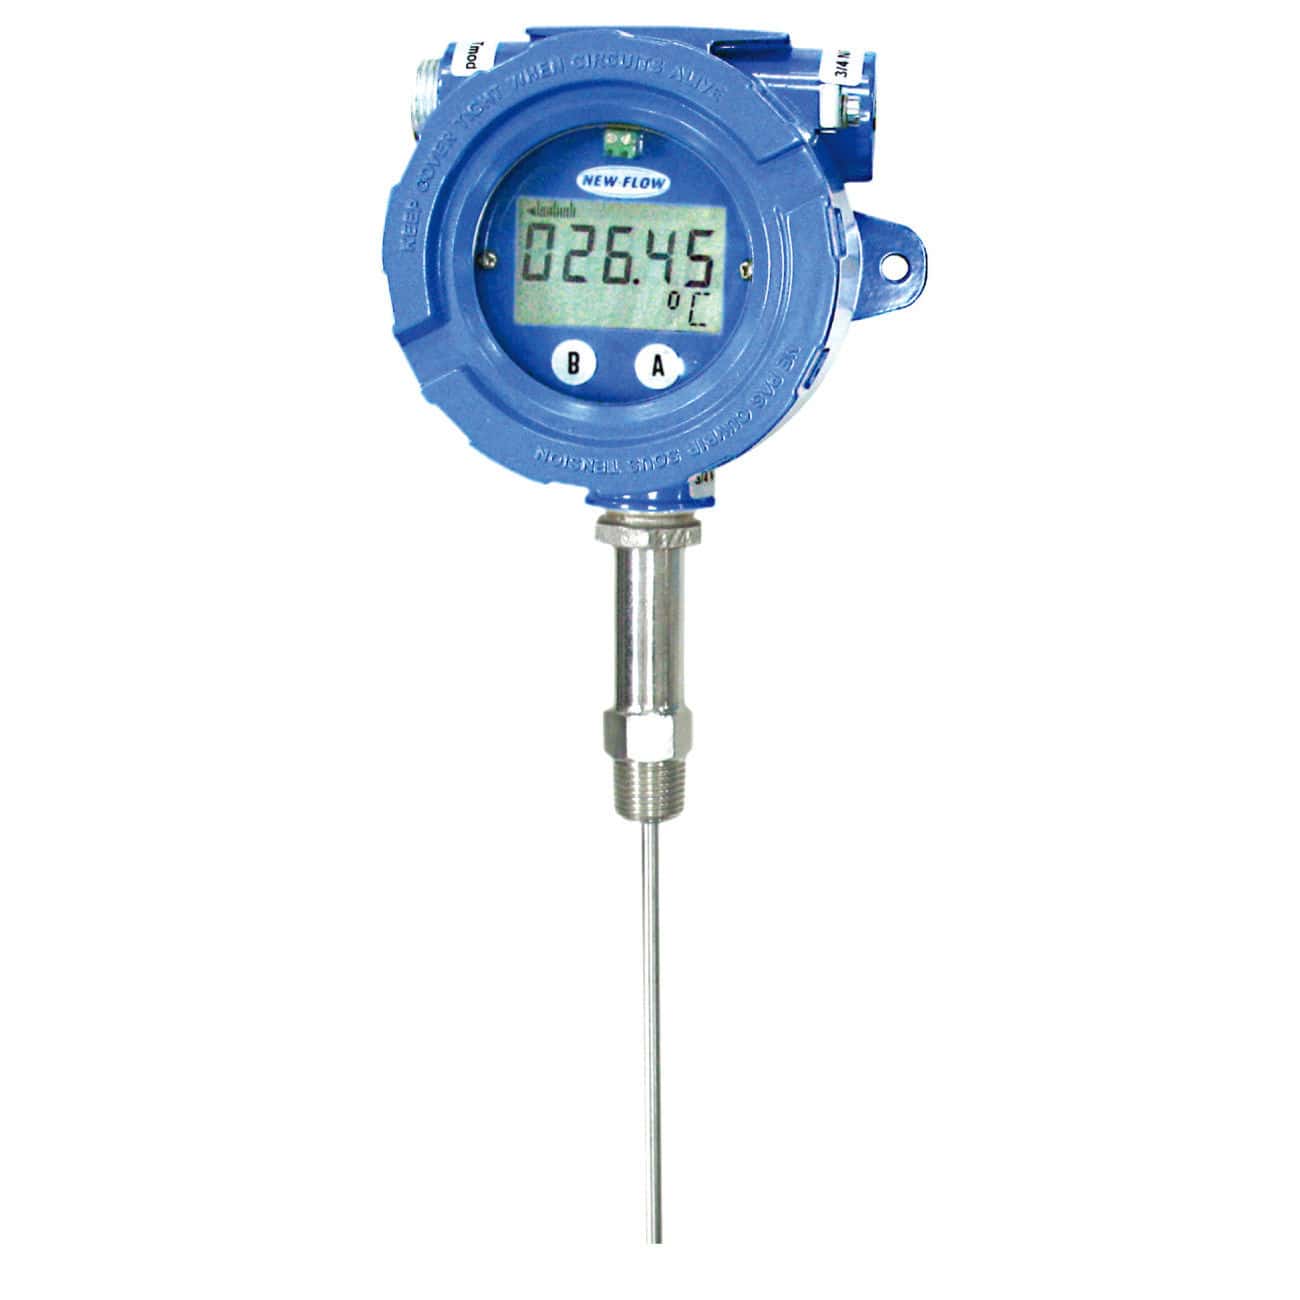 Tmod
3/4 N
KEEP COVER TIGHT WHEN CIRCUITS ALIVE
NEW-FLOW
026.45
°C
B A
NE PAS OUVRIR SOUS TENSION
3/4